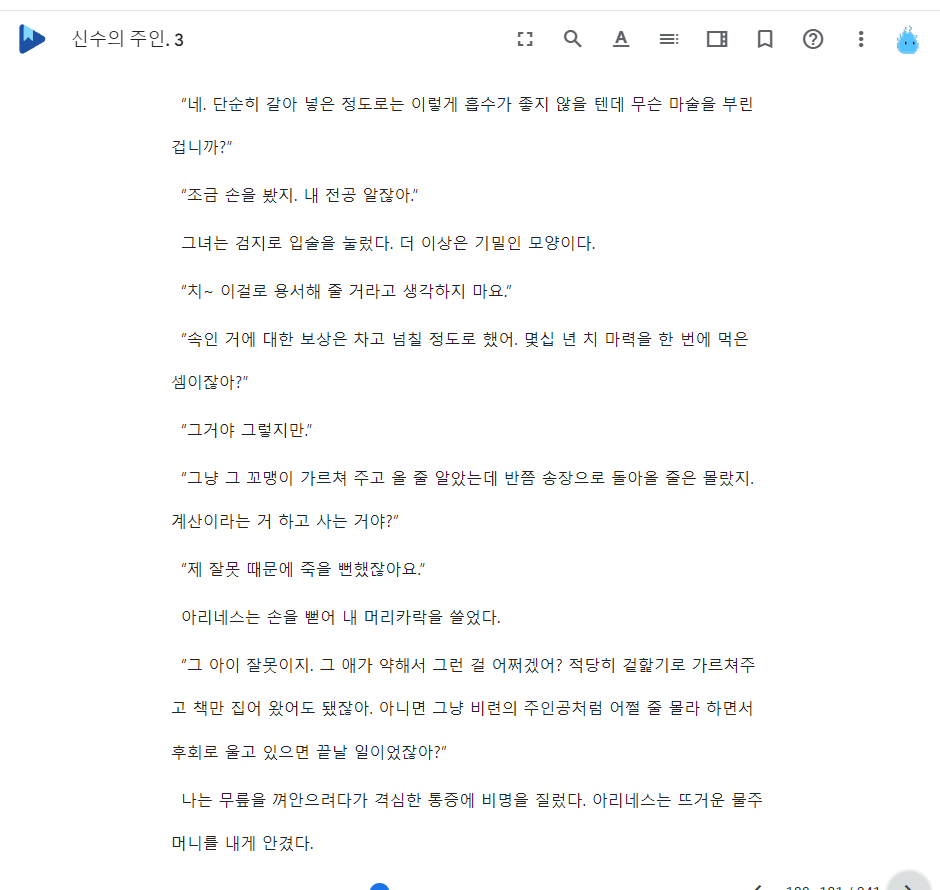 신수의 주인. 3
"네. 단순히 갈아 넣은 정도로는 이렇게 흡수가 좋지 않을 텐데 무슨 마술을 부린
겁니까?"
"조금 손을 봤지. 내 전공 알잖아."
그녀는 검지로 입술을 눌렀다. 더 이상은 기밀인 모양이다.
"치~ 이걸로 용서해 줄 거라고 생각하지 마요."
"속인 거에 대한 보상은 차고 넘칠 정도로 했어. 몇십 년 치 마력을 한 번에 먹은
셈이잖아?"
"그거야 그렇지만."
"그냥 그 꼬맹이 가르쳐 주고 올 줄 알았는데 반쯤 송장으로 돌아올 줄은 몰랐지.
계산이라는 거 하고 사는 거야?"
"제 잘못 때문에 죽을 뻔했잖아요."
아리네스는 손을 뻗어 내 머리카락을 쓸었다.
"그 아이 잘못이지. 그 애가 약해서 그런 걸 어쩌겠어? 적당히 겉핥기로 가르쳐주
고 책만 집어 왔어도 됐잖아. 아니면 그냥 비련의 주인공처럼 어쩔 줄 몰라 하면서
후회로 울고 있으면 끝날 일이었잖아?"
나는 무릎을 껴안으려다가 격심한 통증에 비명을 질렀다. 아리네스는 뜨거운 물주
머니를 내게 안겼다.